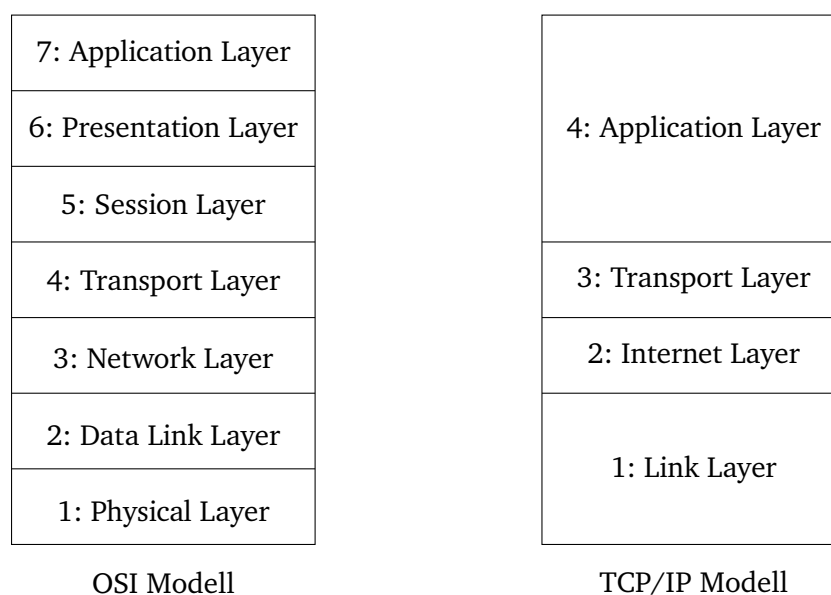 7: Application Layer
6: Presentation Layer
5: Session Layer
4: Transport Layer
3: Network Layer
2: Data Link Layer
1: Physical Layer
OSI Modell
4: Application Layer
3: Transport Layer
2: Internet Layer
1: Link Layer
TCP/IP Modell